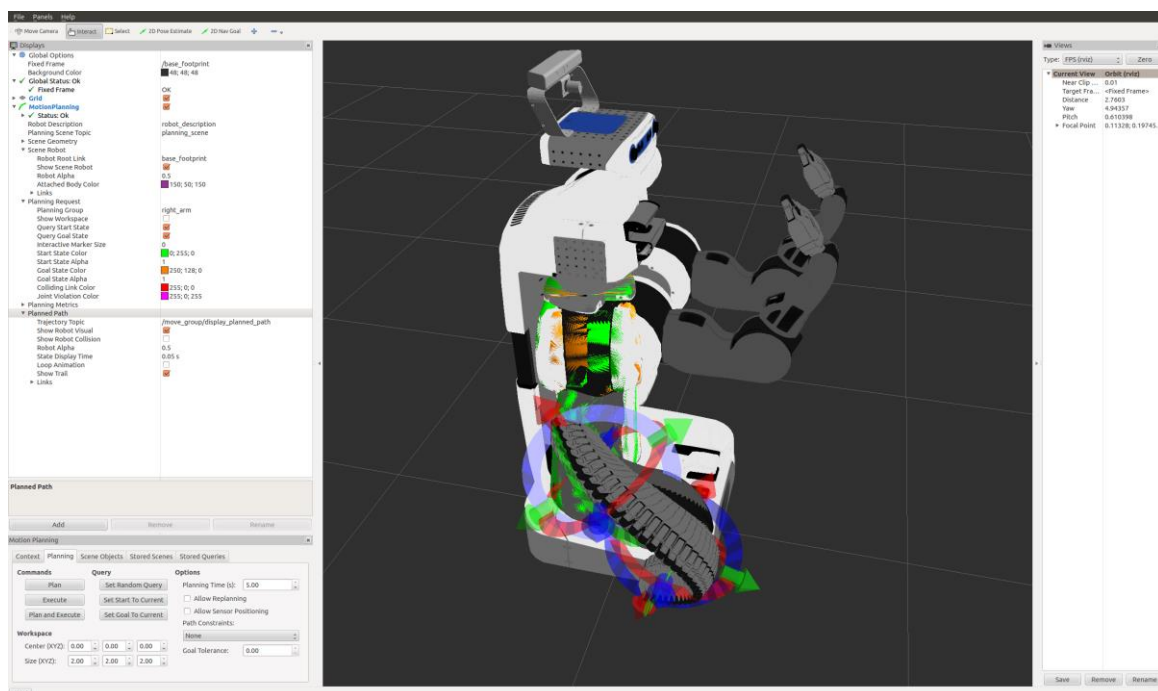 File Panels Help
Move Camera Interact Select 2D Pose Estimate 2D Nav Goal
Displays
Global Options
Fixed Frame /base_footprint
Background Color 48; 48; 48
Global Status: Ok
Fixed Frame OK
Grid
MotionPlanning
Status: Ok
Robot Description robot_description
Planning Scene Topic planning_scene
Scene Geometry
Scene Robot
Robot Root Link base_footprint
Show Scene Robot
Robot Alpha 0.5
Attached Body Color 150; 50; 150
Links
Planning Request
Planning Group right_arm
Show Workspace
Query Start State
Query Goal State
Interactive Marker Size 0
Start State Color 0; 255; 0
Start State Alpha 1
Goal State Color 250; 128; 0
Goal State Alpha 1
Colliding Link Color 255; 0; 0
Joint Violation Color 255; 0; 255
Planning Metrics
Planned Path
Trajectory Topic /move_group/display_planned_path
Show Robot Visual
Show Robot Collision
Robot Alpha 0.5
State Display Time 0.05 s
Loop Animation
Show Trail
Links
Planned Path
Add Remove Rename
Motion Planning
Context Planning Scene Objects Stored Scenes Stored Queries
Commands Query Options
Plan Set Random Query Planning Time (s): 5.00
Execute Set Start To Current Allow Replanning
Plan and Execute Set Goal To Current Allow Sensor Positioning
Path Constraints:
Workspace None
Center (XYZ): 0.00 0.00 0.00 Goal Tolerance: 0.00
Size (XYZ): 2.00 2.00 2.00
Views
Type: FPS (rviz) Zero
Current View Orbit (rviz)
Near Clip ... 0.01
Target Fra... <Fixed Frame>
Distance 2.7603
Yaw 4.94357
Pitch 0.610398
Focal Point 0.11328; 0.19745...
Save Remove Rename